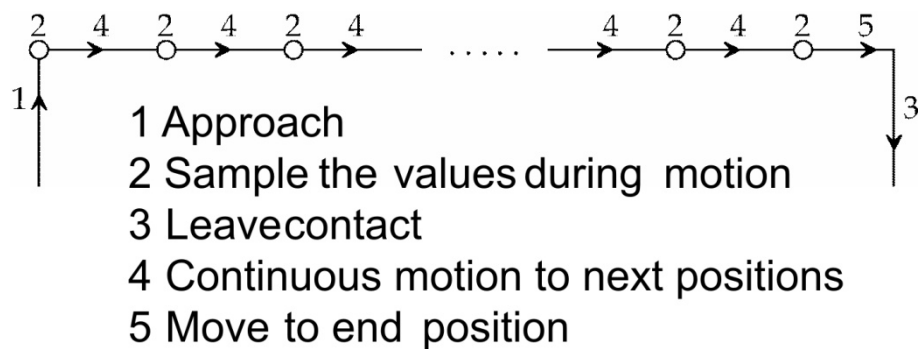 2 4 2 4 2 4 ..... 4 2 4 2 5
1 3
1 Approach
2 Sample the values during motion
3 Leavecontact
4 Continuous motion to next positions
5 Move to end position